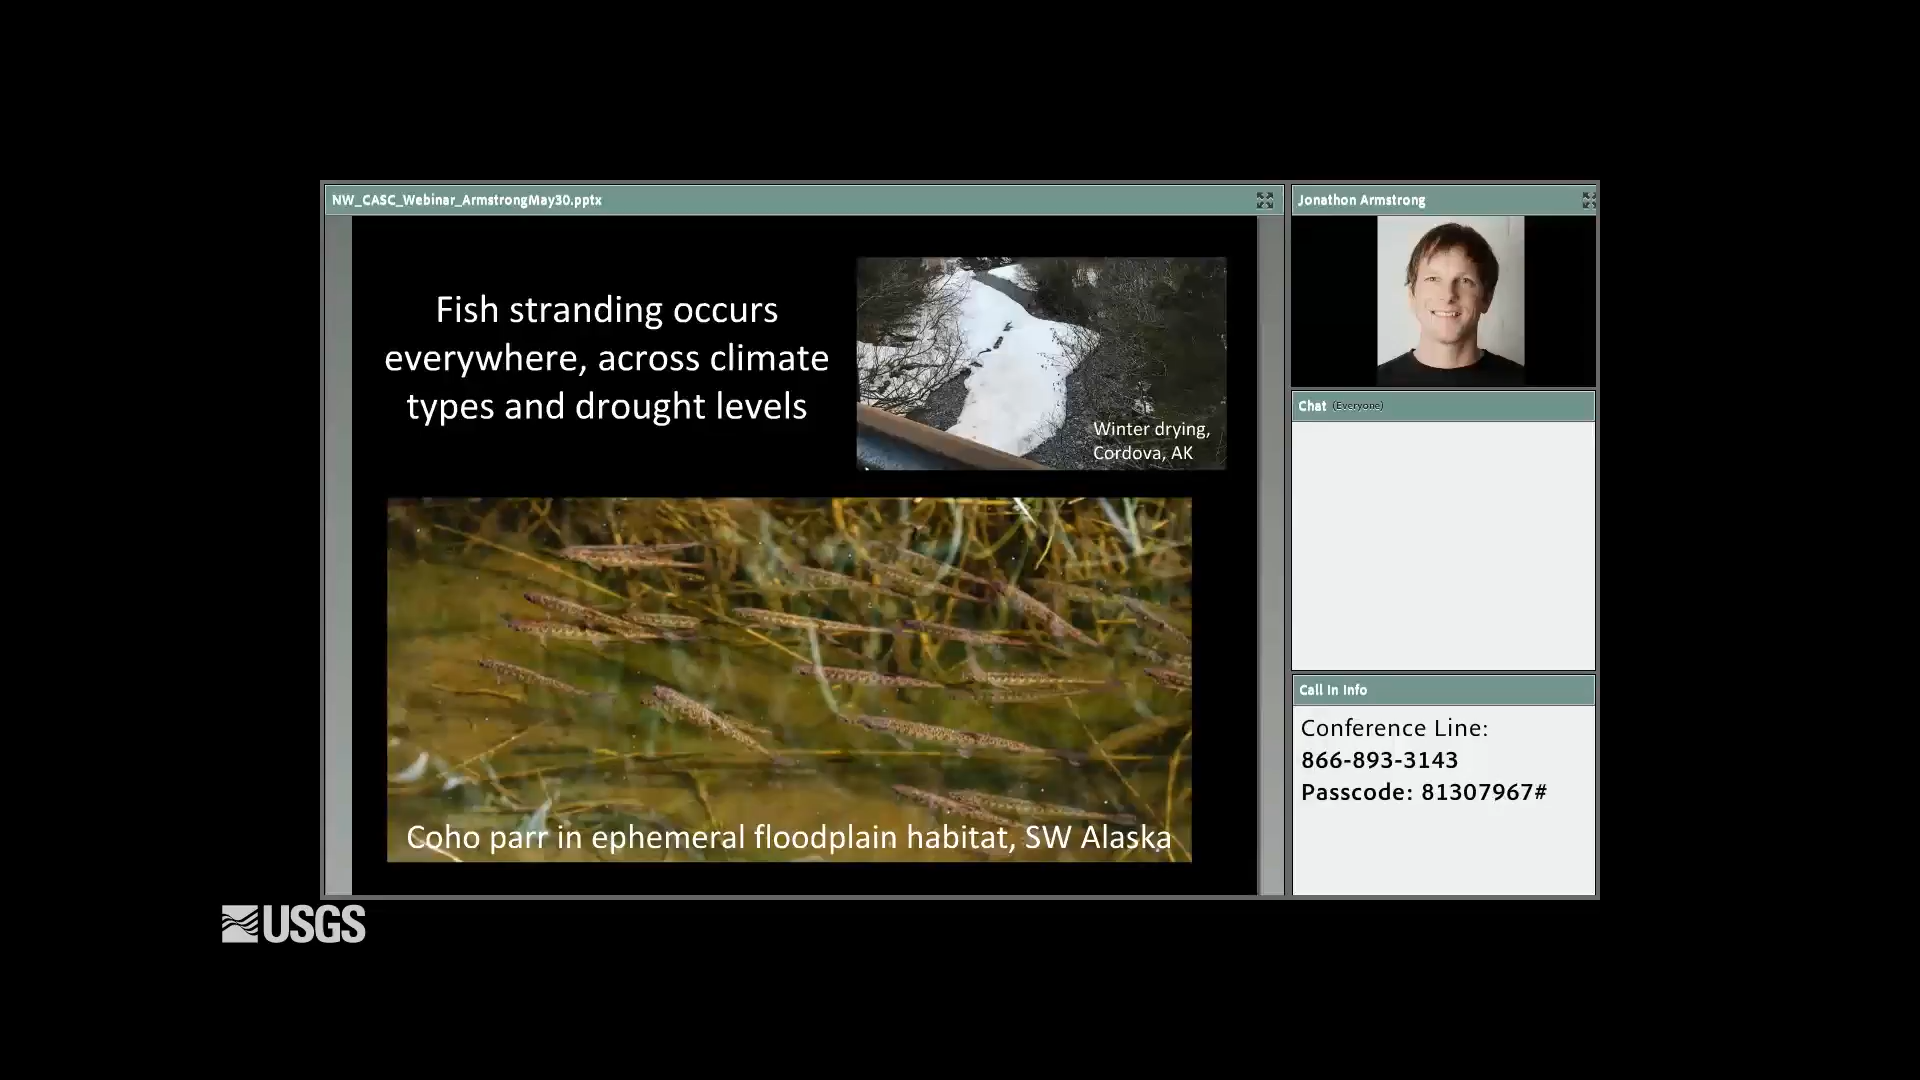 NW_CASC_Webinar_ArmstrongMay30.pptx
Fish stranding occurs
everywhere, across climate
types and drought levels
Winter drying,
Cordova, AK
Coho parr in ephemeral floodplain habitat, SW Alaska
Jonathon Armstrong
Chat (Everyone)
Call In Info
Conference Line:
866-893-3143
Passcode: 81307967#
USGS